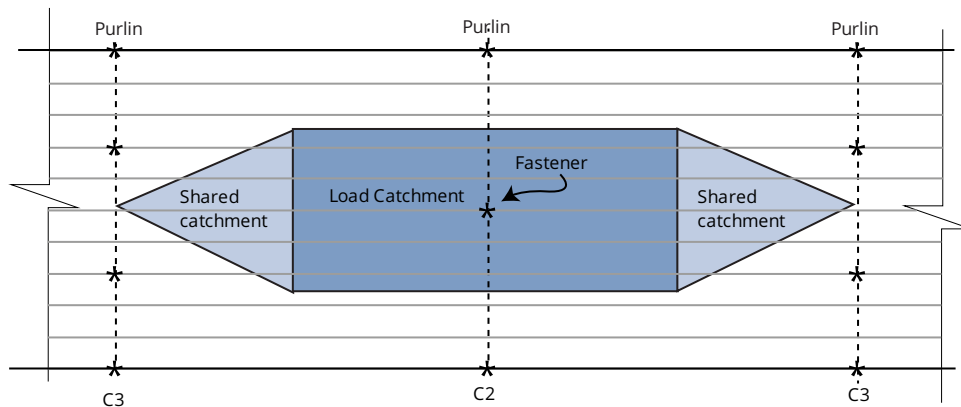 Purlin
Purlin
Purlin
Fastener
Load Catchment
Shared
catchment
Shared
catchment
C3
C2
C3